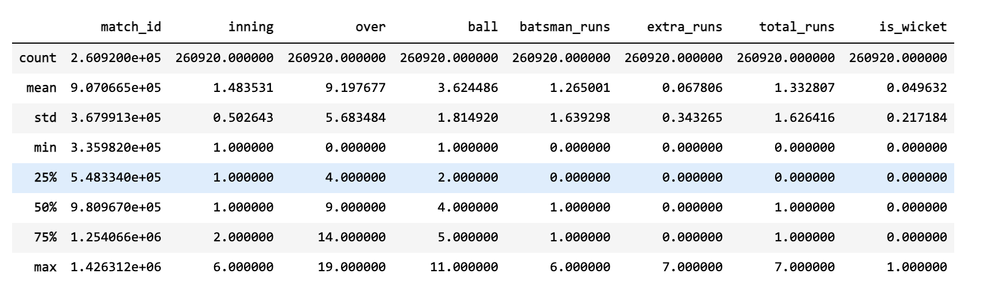 match_id inning over ball batsman_runs extra_runs total_runs is_wicket
count 2.609200e+05 260920.000000 260920.000000 260920.000000 260920.000000 260920.000000 260920.000000 260920.000000
mean 9.070665e+05 1.483531 9.197677 3.624486 1.265001 0.067806 1.332807 0.049632
std 3.679913e+05 0.502643 5.683484 1.814920 1.639298 0.343265 1.626416 0.217184
min 3.359820e+05 1.000000 0.000000 1.000000 0.000000 0.000000 0.000000 0.000000
25% 5.483340e+05 1.000000 4.000000 2.000000 0.000000 0.000000 0.000000 0.000000
50% 9.809670e+05 1.000000 9.000000 4.000000 1.000000 0.000000 1.000000 0.000000
75% 1.254066e+06 2.000000 14.000000 5.000000 1.000000 0.000000 1.000000 0.000000
max 1.426312e+06 6.000000 19.000000 11.000000 6.000000 7.000000 7.000000 1.000000